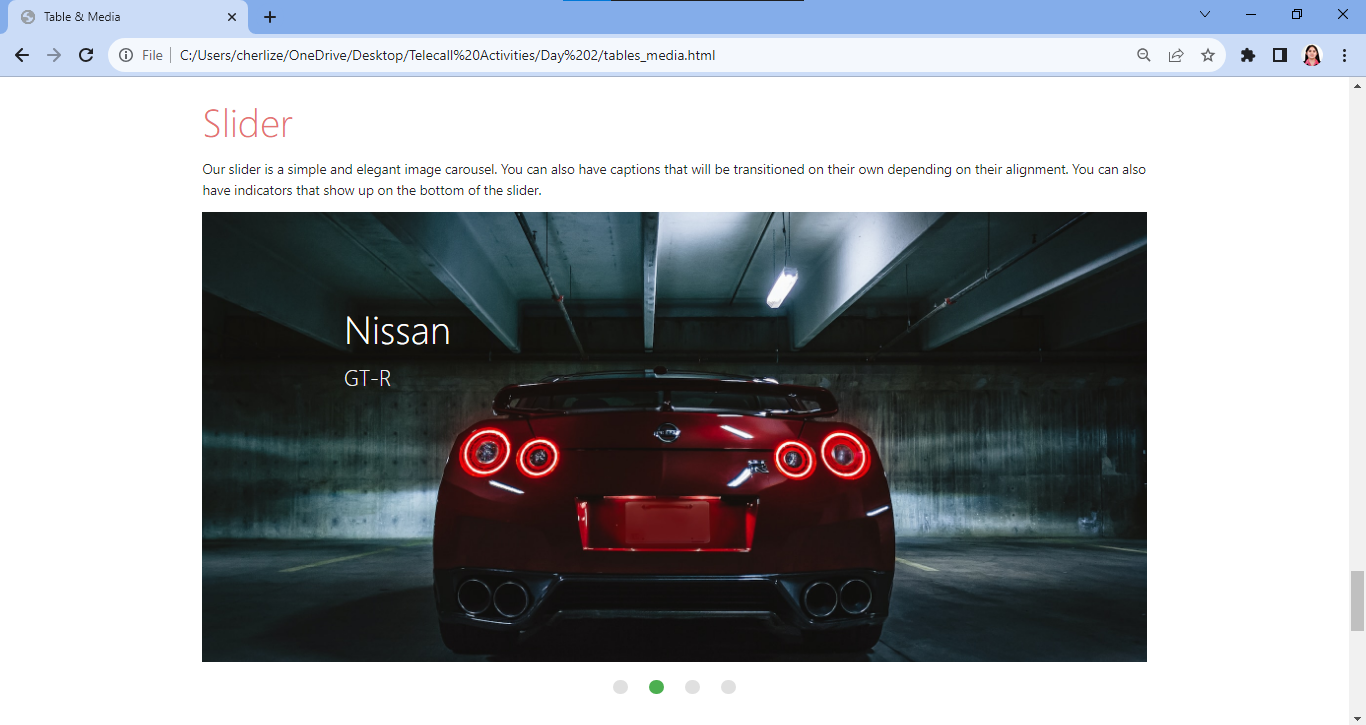 Table & Media
File
C:/Users/cherlize/OneDrive/Desktop/Telecall%20Activities/Day%202/tables_media.html
Slider
Our slider is a simple and elegant image carousel. You can also have captions that will be transitioned on their own depending on their alignment. You can also
have indicators that show up on the bottom of the slider.
Nissan
GT-R